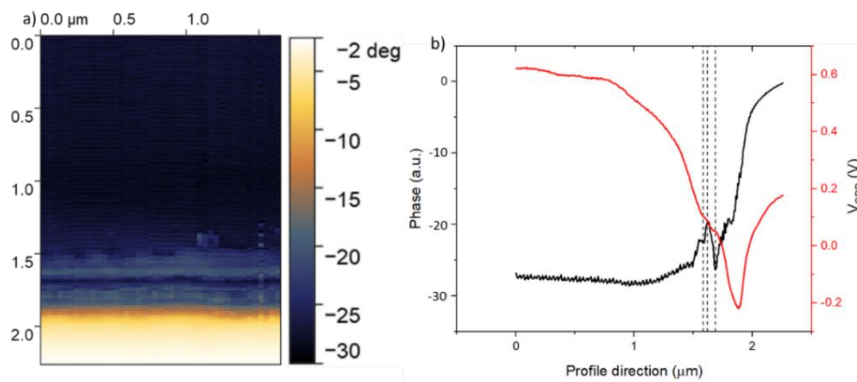 a)
0.0 µm 0.5 1.0
0.0
0.5
1.0
1.5
2.0
−2 deg
−5
−10
−15
−20
−25
−30
b)
Phase (a.u.)
0
-10
-20
-30
0 1 2
Profile direction (µm)
0.6
0.4
0.2
0.0
-0.2
V_CPD (V)